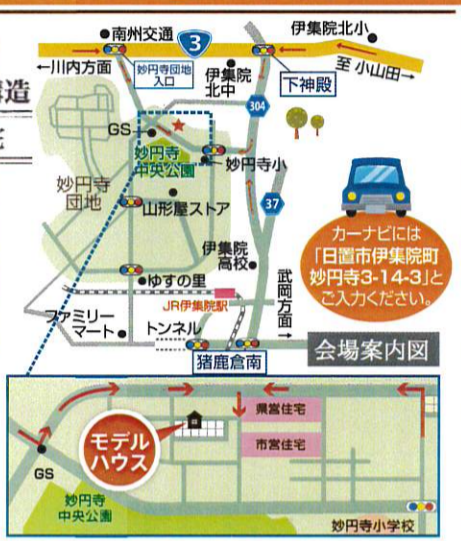 南州交通
3
伊集院北小
←川内方面
妙円寺団地
入口
伊集院
北中
下神殿
至 小山田→
造
304
GS
妙円寺
中央公園
妙円寺小
妙円寺
団地
山形屋ストア
37
カーナビには
「日置市伊集院町
妙円寺3-14-3」と
ご入力ください。
伊集院
高校
ゆすの里
武岡方面→
JR伊集院駅
ファミリー
マート
トンネル
猪鹿倉南
会場案内図
県営住宅
モデル
ハウス
市営住宅
GS
妙円寺
中央公園
妙円寺小学校